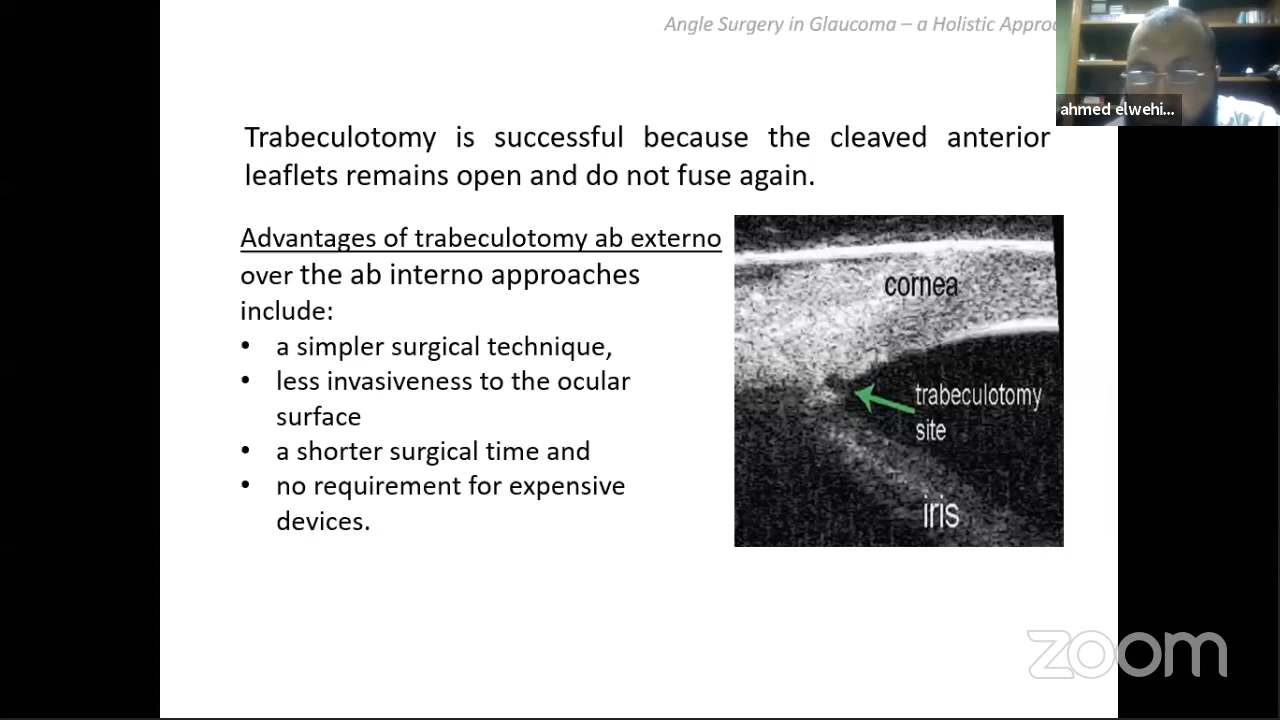 Angle Surgery in Glaucoma – a Holistic
ahmed elwehi...
Trabeculotomy is successful because the cleaved anterior
leaflets remains open and do not fuse again.
Advantages of trabeculotomy ab externo
over the ab interno approaches
include:
• a simpler surgical technique,
• less invasiveness to the ocular
surface
• a shorter surgical time and
• no requirement for expensive
devices.
cornea
trabeculotomy
site
iris
zoom